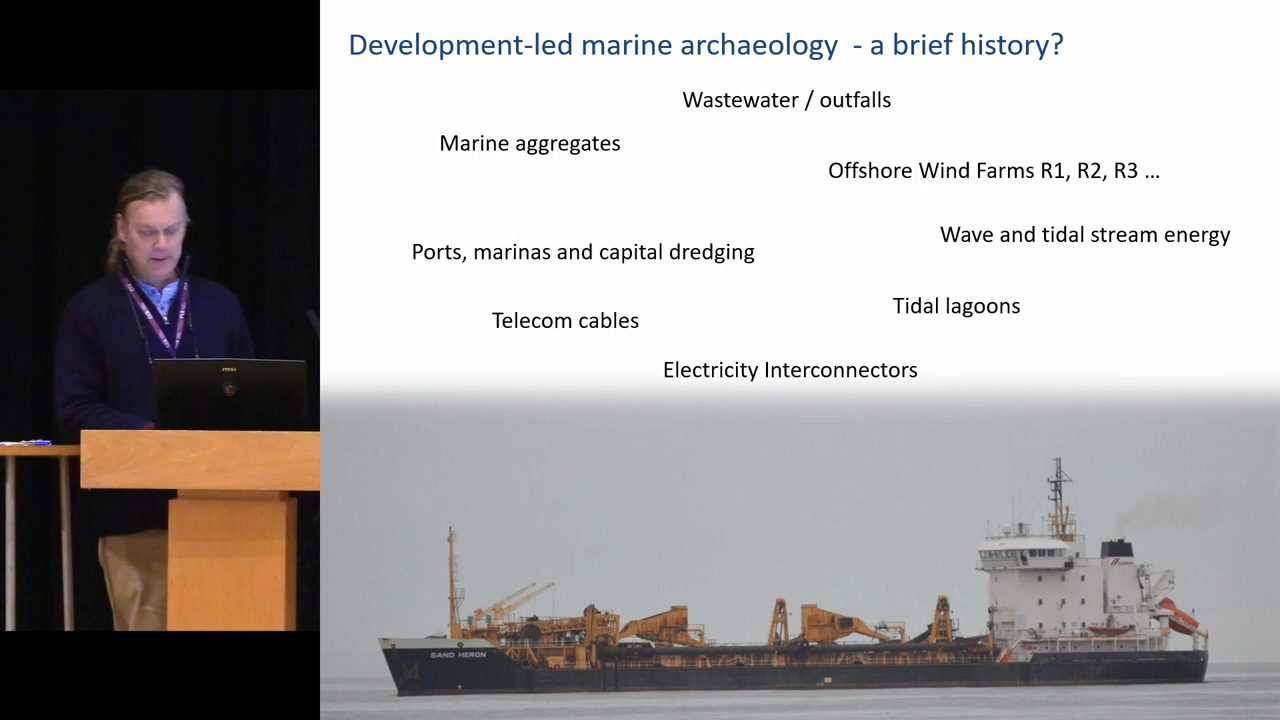 Development-led marine archaeology - a brief history?
Wastewater / outfalls
Marine aggregates
Offshore Wind Farms R1, R2, R3 ...
Wave and tidal stream energy
Ports, marinas and capital dredging
Tidal lagoons
Telecom cables
Electricity Interconnectors
SAND HERON
msi